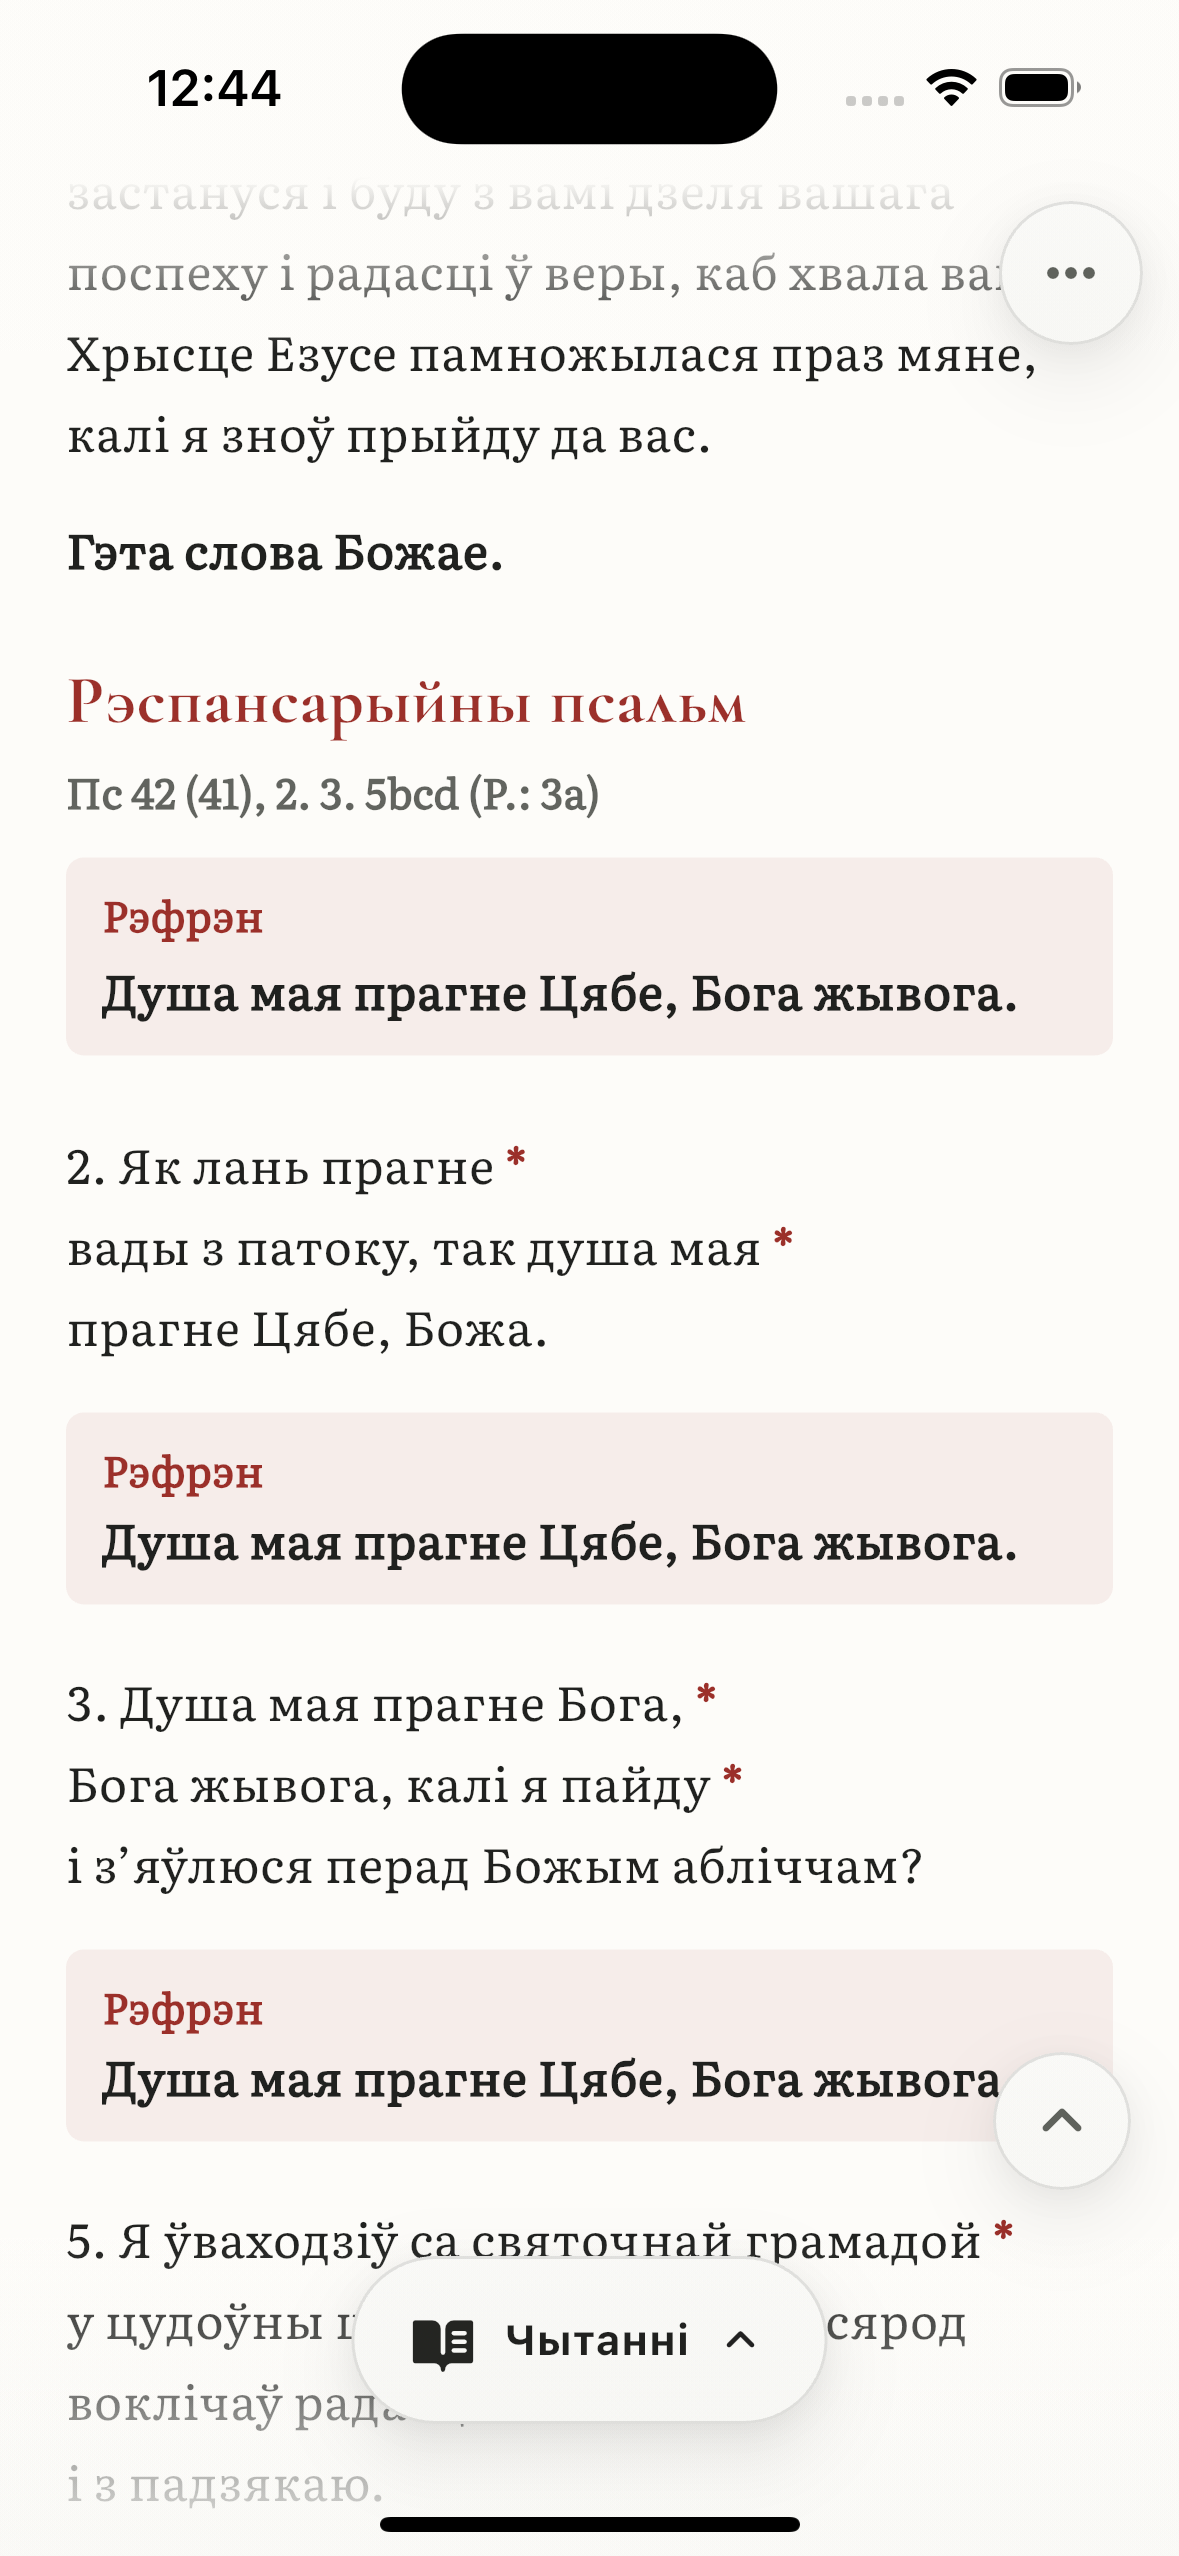 12:44
застануся і буду з вамі дзеля вашага
поспеху і радасці ў веры, каб хвала
Хрысце Езусе памножылася праз мяне,
калі я зноў прыйду да вас.
Гэта слова Божае.
Рэспансарыйны псальм
Пс 42 (41), 2. 3. 5bcd (Р.: 3а)
Рэфрэн
Душа мая прагне Цябе, Бога жывога.
2. Як лань прагне *
вады з патоку, так душа мая *
прагне Цябе, Божа.
Рэфрэн
Душа мая прагне Цябе, Бога жывога.
3. Душа мая прагне Бога, *
Бога жывога, калі я пайду *
і з’яўлюся перад Божым абліччам?
Рэфрэн
Душа мая прагне Цябе, Бога жывога
5. Я ўваходзіў са святочнай грамадой *
у цудоўны сярод
воклічаў
і з падзякаю.
Чытанні